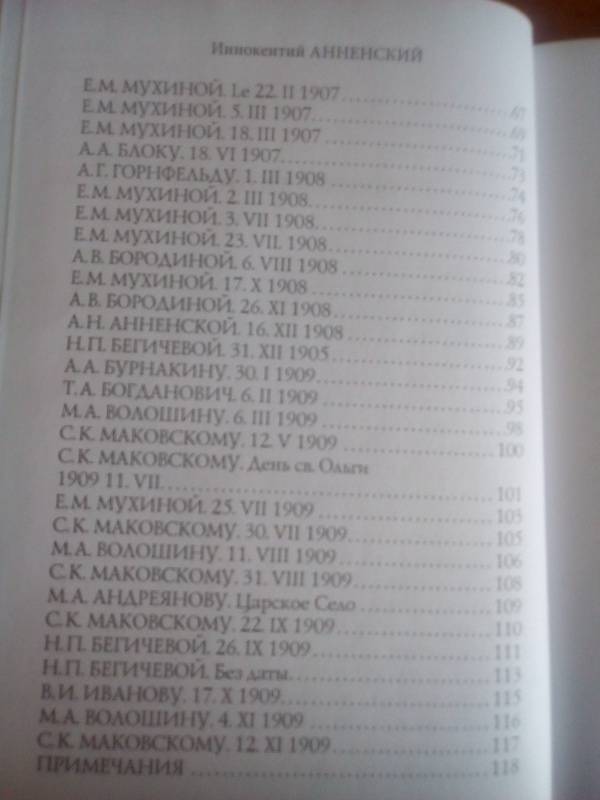 Иннокентий АННЕНСКИЙ
Е.М. МУХИНОЙ. Le 22. II 1907 67
Е.М. МУХИНОЙ. 5. III 1907 69
Е.М. МУХИНОЙ. 18. III 1907 71
А.А. БЛОКУ. 18. VI 1907 73
А.Г. ГОРНФЕЛЬДУ. 1. III 1908 74
Е.М. МУХИНОЙ. 2. III 1908 76
Е.М. МУХИНОЙ. 3. VII 1908 78
Е.М. МУХИНОЙ. 23. VII. 1908 80
А.В. БОРОДИНОЙ. 6. VIII 1908 82
Е.М. МУХИНОЙ. 17. X 1908 85
А.В. БОРОДИНОЙ. 26. XI 1908 87
А.Н. АННЕНСКОЙ. 16. XII 1908 89
Н.П. БЕГИЧЕВОЙ. 31. XII 1905 92
А.А. БУРНАКИНУ. 30. I 1909 94
Т.А. БОГДАНОВИЧ. 6. II 1909 95
М.А. ВОЛОШИНУ. 6. III 1909 98
С.К. МАКОВСКОМУ. 12. V 1909 100
С.К. МАКОВСКОМУ. День св. Ольги
1909 11. VII. 101
Е.М. МУХИНОЙ. 25. VII 1909 103
С.К. МАКОВСКОМУ. 30. VII 1909 105
М.А. ВОЛОШИНУ. 11. VIII 1909 106
С.К. МАКОВСКОМУ. 31. VIII 1909 108
М.А. АНДРЕЯНОВУ. Царское Село 109
С.К. МАКОВСКОМУ. 22. IX 1909 110
Н.П. БЕГИЧЕВОЙ. 26. IX 1909 111
Н.П. БЕГИЧЕВОЙ. Без даты 113
В.И. ИВАНОВУ. 17. X 1909 115
М.А. ВОЛОШИНУ. 4. XI 1909 116
С.К. МАКОВСКОМУ. 12. XI 1909 117
ПРИМЕЧАНИЯ 118